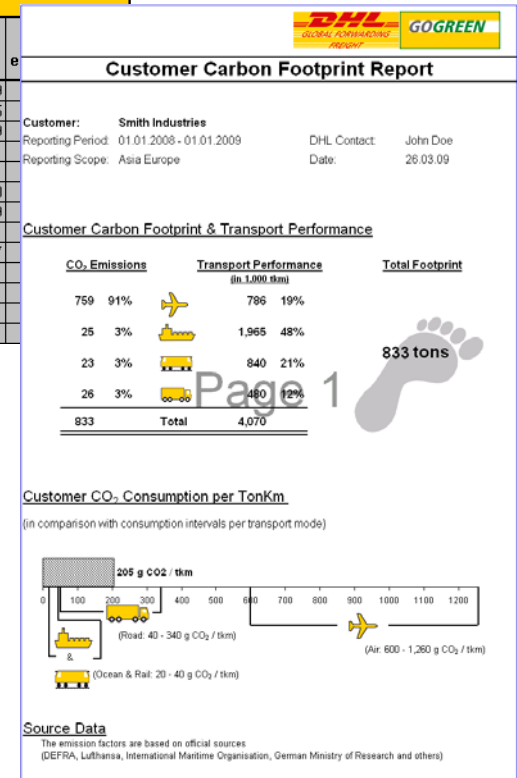 DHL
GLOBAL FORWARDING
FREIGHT
GOGREEN
Customer Carbon Footprint Report
Customer: Smith Industries
Reporting Period: 01.01.2008 - 01.01.2009 DHL Contact: John Doe
Reporting Scope: Asia Europe Date: 26.03.09
Customer Carbon Footprint & Transport Performance
CO₂ Emissions Transport Performance Total Footprint
(in 1.000 tkm)
759 91% 786 19%
25 3% 1,965 48%
23 3% 840 21%
833 tons
26 3% 480 12%
Page 1
833 Total 4,070
Customer CO₂ Consumption per TonKm
(in comparison with consumption intervals per transport mode)
205 g CO2 / tkm
0 100 200 300 400 500 600 700 800 900 1000 1100 1200
(Road: 40 - 340 g CO₂ / tkm)
(Air: 600 - 1,260 g CO₂ / tkm)
&
(Ocean & Rail: 20 - 40 g CO₂ / tkm)
Source Data
The emission factors are based on official sources
(DEFRA, Lufthansa, International Maritime Organisation, German Ministry of Research and others)